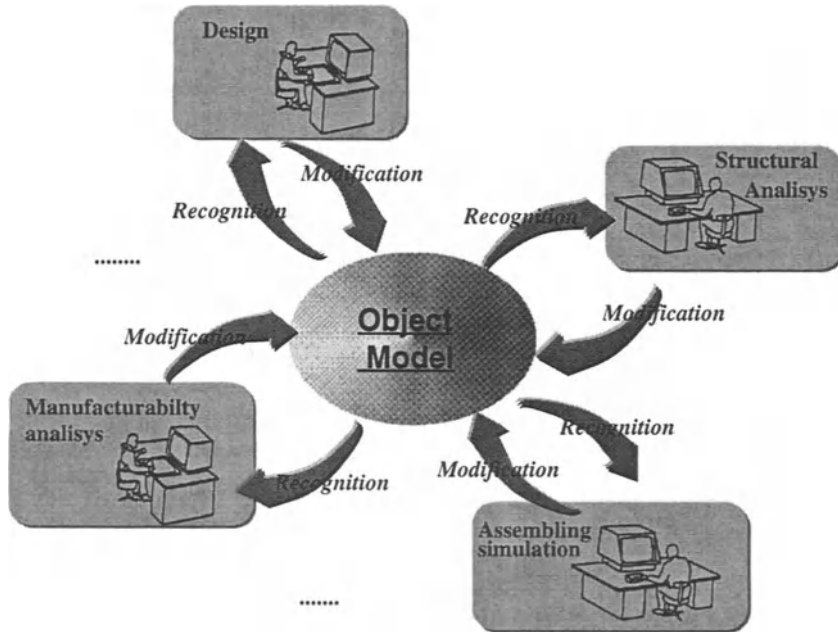 Design
Modification
Recognition
Structural
Analisys
Recognition
........
Modification
Object
Model
Modification
Manufacturabilty
analisys
Recognition
Recognition
Modification
Assembling
simulation
.......